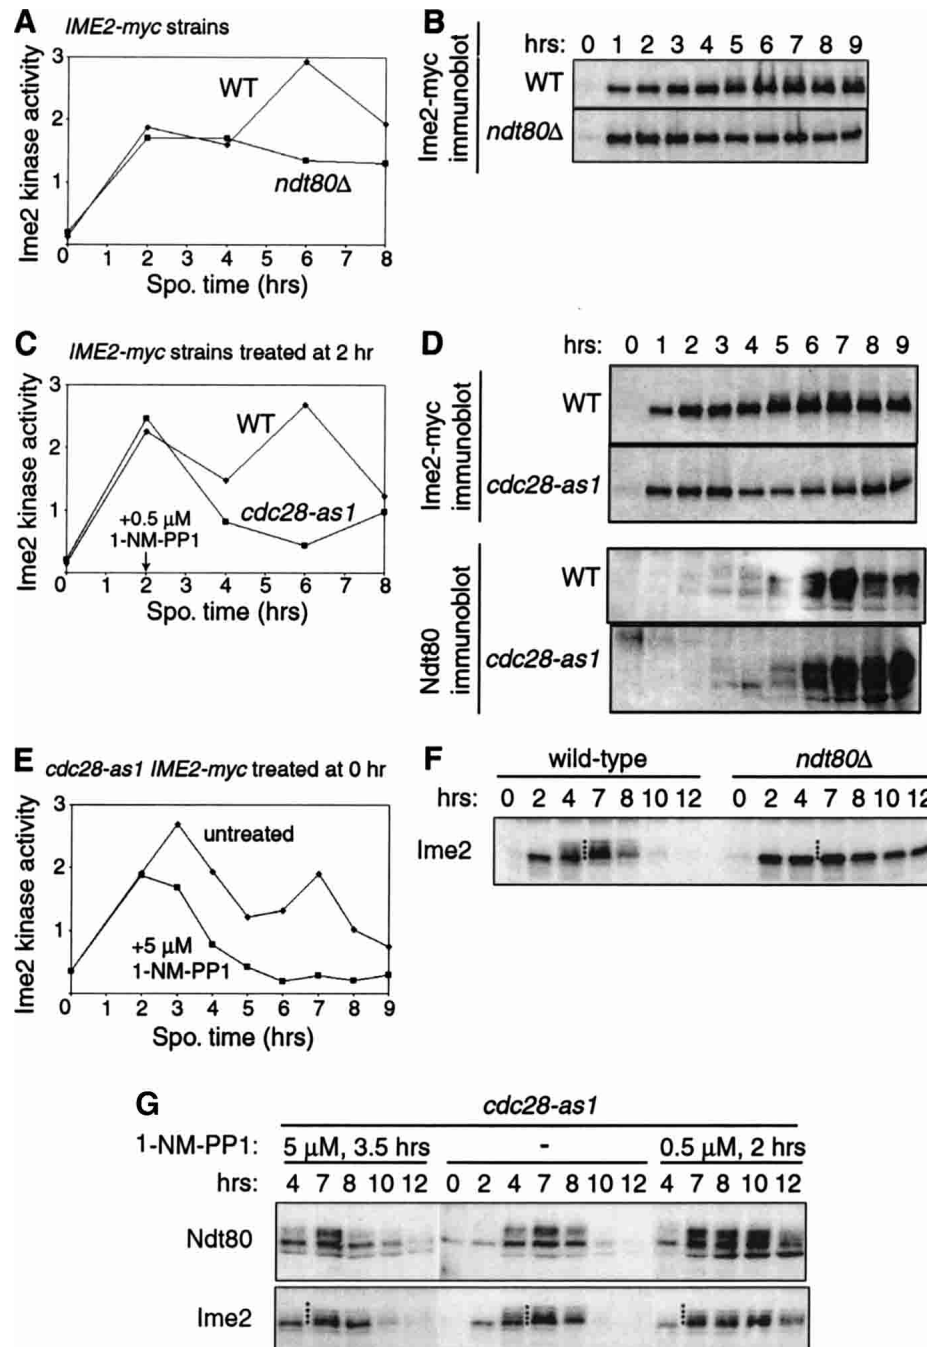 A
IME2-myc strains
Ime2 kinase activity
3
2
1
WT
ndt80Δ
0 1 2 3 4 5 6 7 8
Spo. time (hrs)
B
Ime2-myc
immunoblot
hrs: 0 1 2 3 4 5 6 7 8 9
WT
ndt80Δ
C
IME2-myc strains treated at 2 hr
Ime2 kinase activity
3
2
1
WT
cdc28-as1
+0.5 μM
1-NM-PP1
0 1 2 3 4 5 6 7 8
Spo. time (hrs)
D
hrs: 0 1 2 3 4 5 6 7 8 9
Ime2-myc
immunoblot
WT
cdc28-as1
Ndt80
immunoblot
WT
cdc28-as1
E
cdc28-as1 IME2-myc treated at 0 hr
Ime2 kinase activity
3
2
1
untreated
+5 μM
1-NM-PP1
0 1 2 3 4 5 6 7 8 9
Spo. time (hrs)
F
wild-type ndt80Δ
hrs: 0 2 4 7 8 10 12 0 2 4 7 8 10 12
Ime2
G
cdc28-as1
1-NM-PP1: 5 μM, 3.5 hrs - 0.5 μM, 2 hrs
hrs: 4 7 8 10 12 0 2 4 7 8 10 12 4 7 8 10 12
Ndt80
Ime2